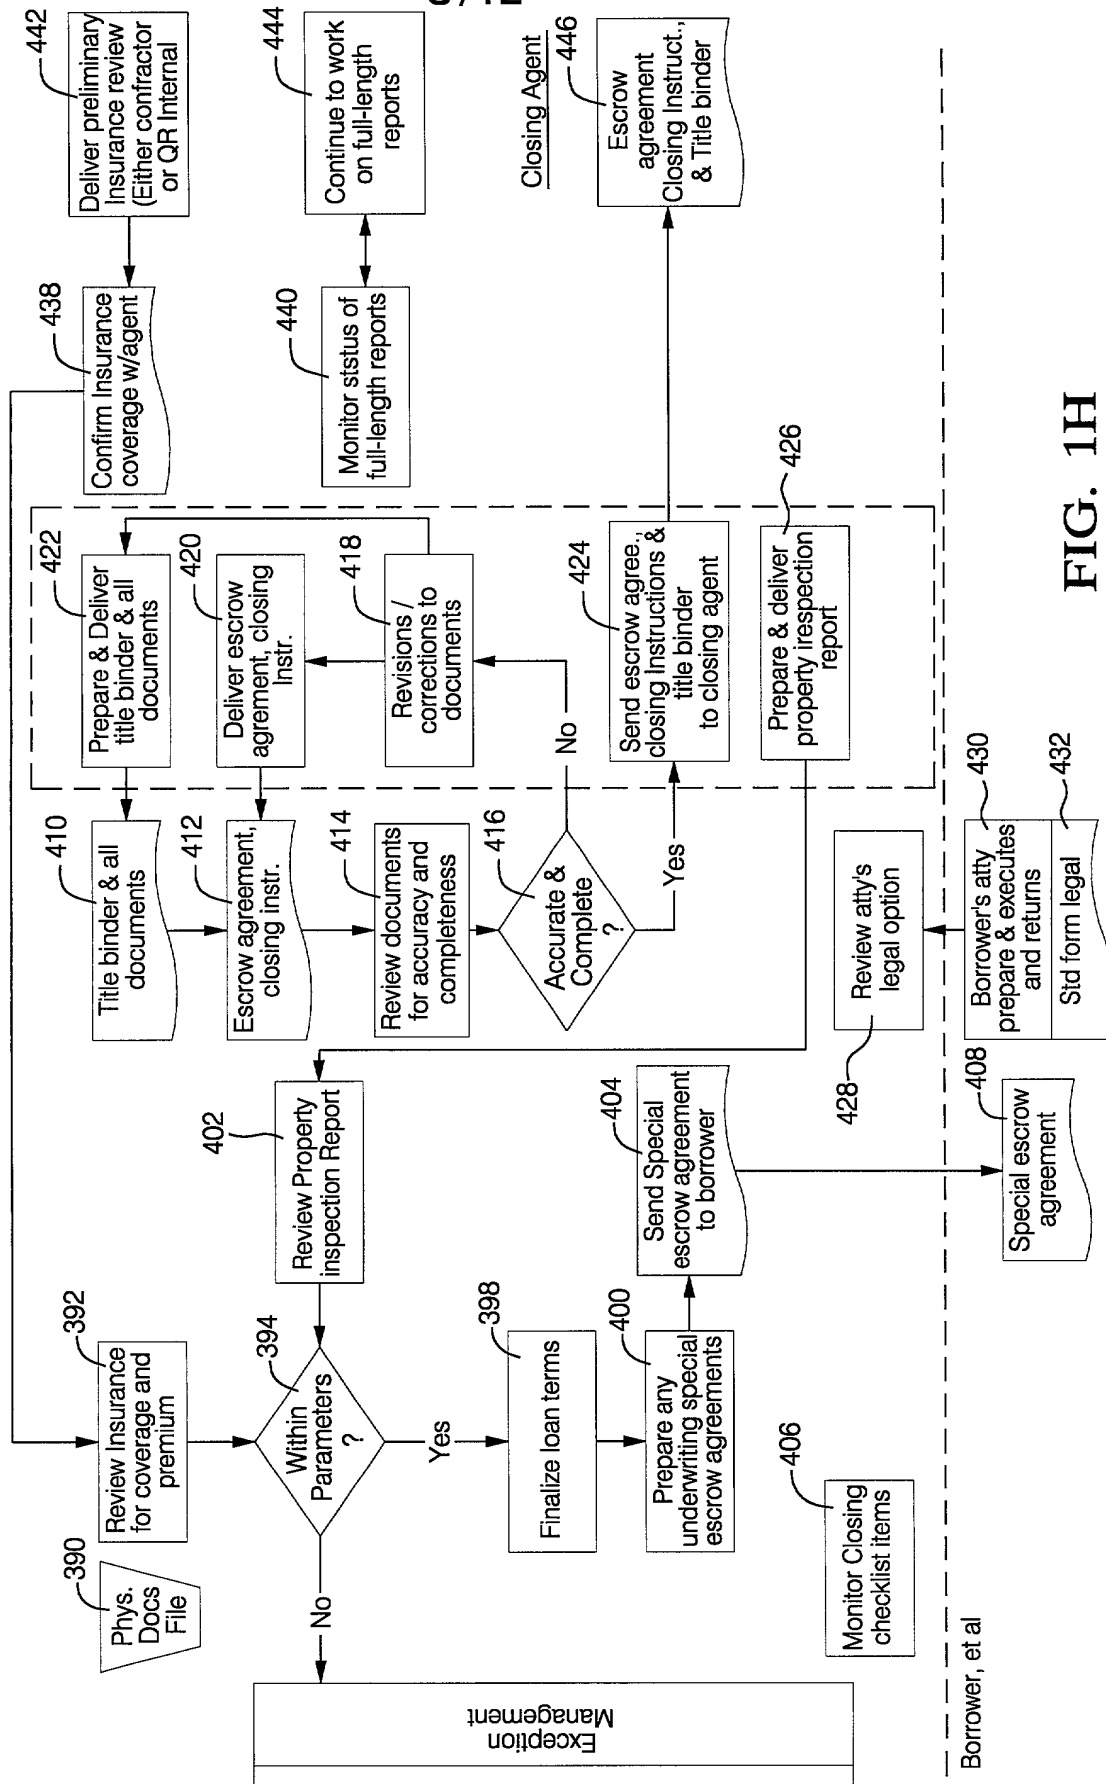 442
Deliver preliminary
Insurance review
(Either confractor
or QR Internal
444
Continue to work
on full-length
reports
Closing Agent
446
Escrow
agreement
Closing Instruct.,
& Title binder
438
Confirm Insurance
coverage w/agent
440
Monitor ststus of
full-length reports
422
Prepare & Deliver
title binder & all
documents
420
Deliver escrow
agrement, closing
Instr.
418
Revisions /
corrections to
documents
424
Send escrow agree.,
closing Instructions &
title binder
to closing agent
426
Prepare & deliver
property irespection
report
410
Title binder & all
documents
412
Escrow agreement,
closing instr.
414
Review documents
for accuracy and
completeness
416
Accurate &
Complete
?
No
Yes
428
Review atty's
legal option
430
Borrower's atty
prepare & executes
and returns
432
Std form legal
402
Review Property
inspection Report
404
Send Special
escrow agreement
to borrower
408
Special escrow
agreement
390
Phys.
Docs
File
392
Review Insurance
for coverage and
premium
394
Within
Parameters
?
No
Yes
398
Finalize loan terms
400
Prepare any
underwriting special
escrow agreements
406
Monitor Closing
checklist items
Exception
Management
Borrower, et al
FIG. 1H